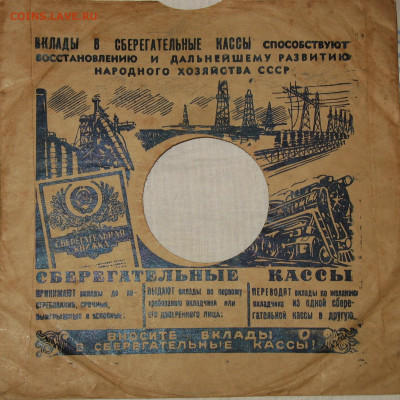 COINS.LAVE.RU
ВКЛАДЫ В СБЕРЕГАТЕЛЬНЫЕ КАССЫ СПОСОБСТВУЮТ
ВОССТАНОВЛЕНИЮ И ДАЛЬНЕЙШЕМУ РАЗВИТИЮ
НАРОДНОГО ХОЗЯЙСТВА СССР
СБЕРЕГАТЕЛЬНАЯ
КНИЖКА
СБЕРЕГАТЕЛЬНЫЕ КАССЫ
ПРИНИМАЮТ вклады до во-
стребования, срочные,
выигрышные и условные;
ВЫДАЮТ вклады по первому
требованию вкладчика или
его доверенного лица;
ПЕРЕВОДЯТ вклады по желанию
вкладчика из одной сбере-
гательной кассы в другую.
ВНОСИТЕ ВКЛАДЫ
В СБЕРЕГАТЕЛЬНЫЕ КАССЫ!